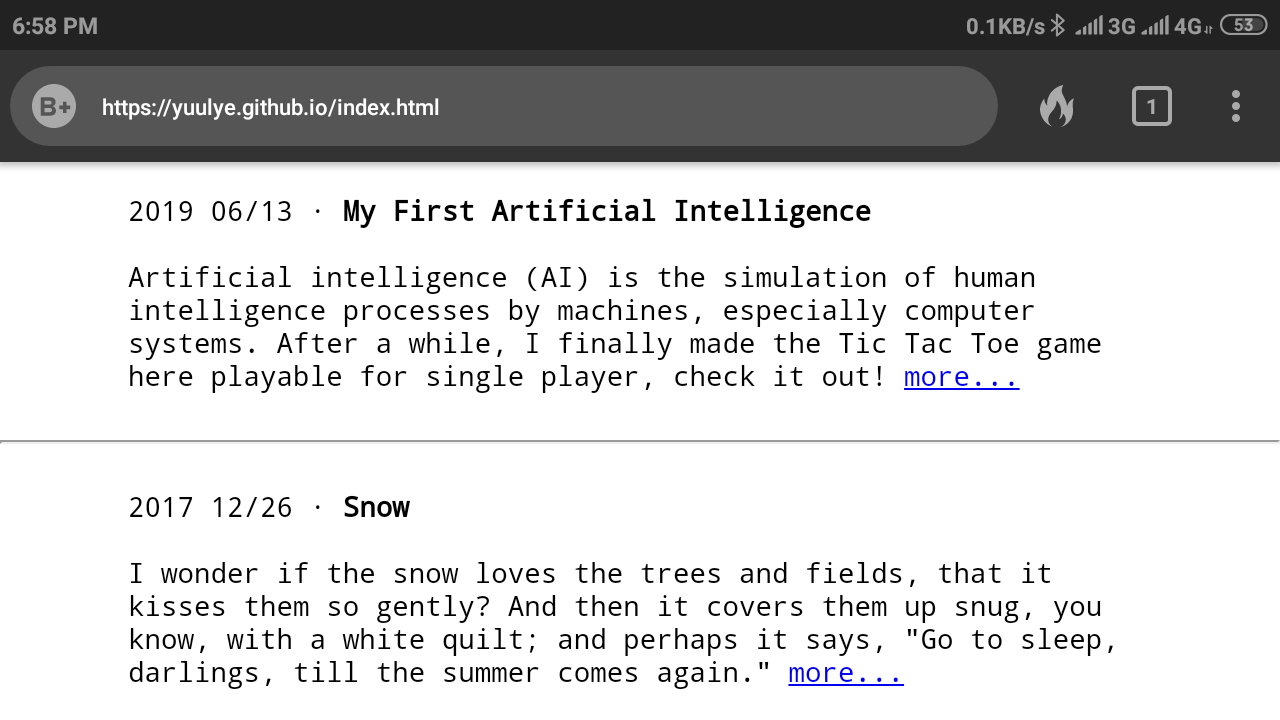 6:58 PM 0.1KB/s 3G 4G 53
B+ https://yuulye.github.io/index.html 1
2019 06/13 · My First Artificial Intelligence
Artificial intelligence (AI) is the simulation of human
intelligence processes by machines, especially computer
systems. After a while, I finally made the Tic Tac Toe game
here playable for single player, check it out! more...
2017 12/26 · Snow
I wonder if the snow loves the trees and fields, that it
kisses them so gently? And then it covers them up snug, you
know, with a white quilt; and perhaps it says, "Go to sleep,
darlings, till the summer comes again." more...